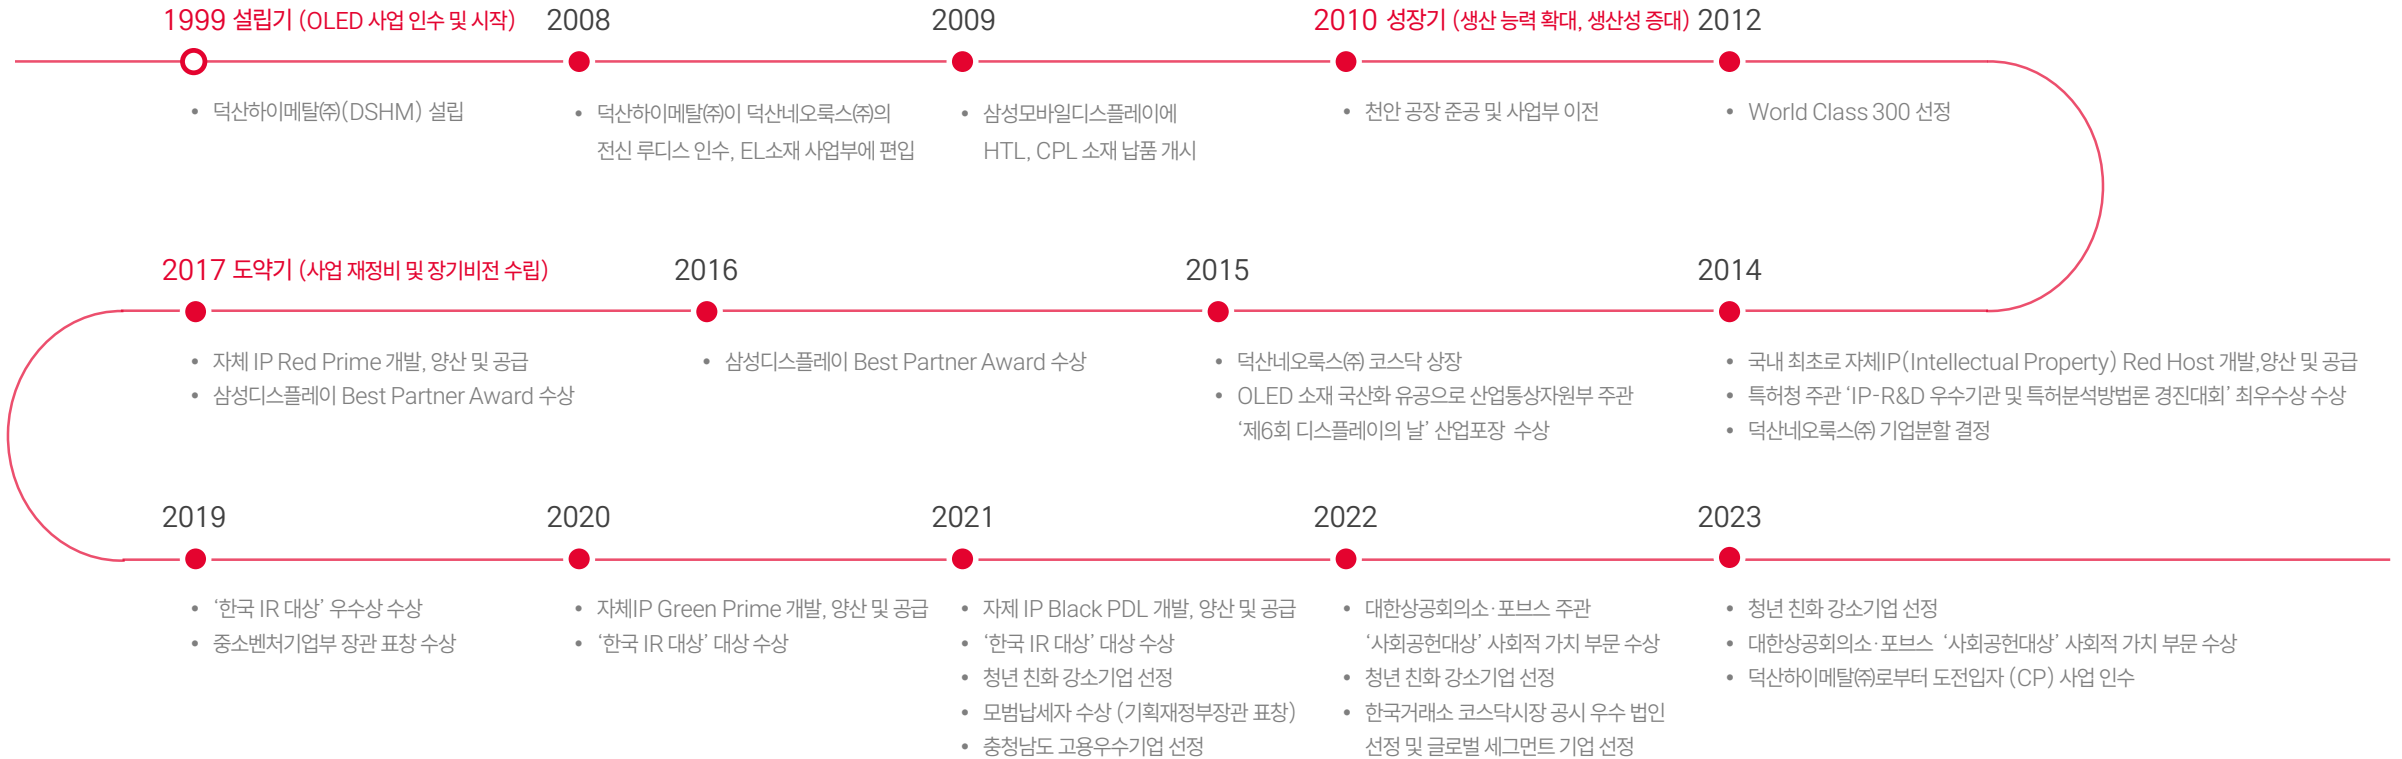 1999 설립기 (OLED 사업 인수 및 시작)
• 덕산하이메탈㈜(DSHM) 설립
2008
• 덕산하이메탈㈜이 덕산네오룩스㈜의
전신 루디스 인수, EL소재 사업부에 편입
2009
• 삼성모바일디스플레이에
HTL, CPL 소재 납품 개시
2010 성장기 (생산 능력 확대, 생산성 증대)
• 천안 공장 준공 및 사업부 이전
2012
• World Class 300 선정
2014
• 국내 최초로 자체IP(Intellectual Property) Red Host 개발,양산 및 공급
• 특허청 주관 ‘IP-R&D 우수기관 및 특허분석방법론 경진대회’ 최우수상 수상
• 덕산네오룩스㈜ 기업분할 결정
2015
• 덕산네오룩스㈜ 코스닥 상장
• OLED 소재 국산화 유공으로 산업통상자원부 주관
‘제6회 디스플레이의 날’ 산업포장 수상
2016
• 삼성디스플레이 Best Partner Award 수상
2017 도약기 (사업 재정비 및 장기비전 수립)
• 자체 IP Red Prime 개발, 양산 및 공급
• 삼성디스플레이 Best Partner Award 수상
2019
• ‘한국 IR 대상’ 우수상 수상
• 중소벤처기업부 장관 표창 수상
2020
• 자체IP Green Prime 개발, 양산 및 공급
• ‘한국 IR 대상’ 대상 수상
2021
• 자제 IP Black PDL 개발, 양산 및 공급
• ‘한국 IR 대상’ 대상 수상
• 청년 친화 강소기업 선정
• 모범납세자 수상 (기획재정부장관 표창)
• 충청남도 고용우수기업 선정
2022
• 대한상공회의소·포브스 주관
‘사회공헌대상’ 사회적 가치 부문 수상
• 청년 친화 강소기업 선정
• 한국거래소 코스닥시장 공시 우수 법인
선정 및 글로벌 세그먼트 기업 선정
2023
• 청년 친화 강소기업 선정
• 대한상공회의소·포브스 ‘사회공헌대상’ 사회적 가치 부문 수상
• 덕산하이메탈㈜로부터 도전입자 (CP) 사업 인수